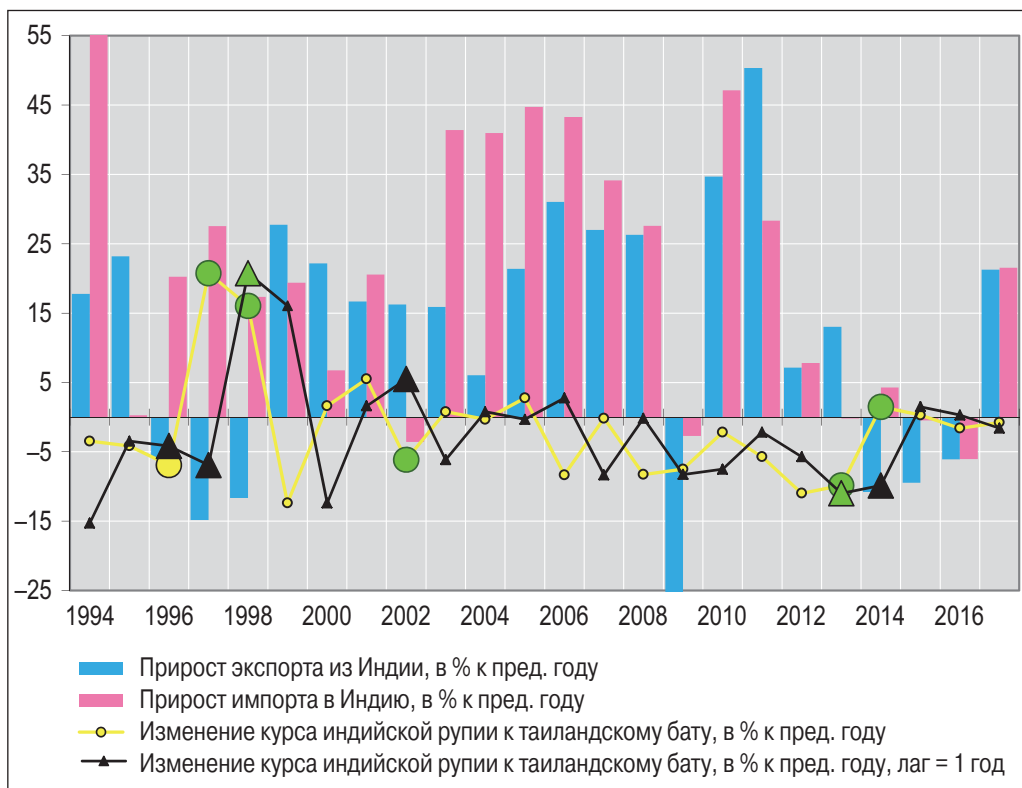 55
45
35
25
15
5
–5
–15
–25
1994 1996 1998 2000 2002 2004 2006 2008 2010 2012 2014 2016
Прирост экспорта из Индии, в % к пред. году
Прирост импорта в Индию, в % к пред. году
Изменение курса индийской рупии к таиландскому бату, в % к пред. году
Изменение курса индийской рупии к таиландскому бату, в % к пред. году, лаг = 1 год